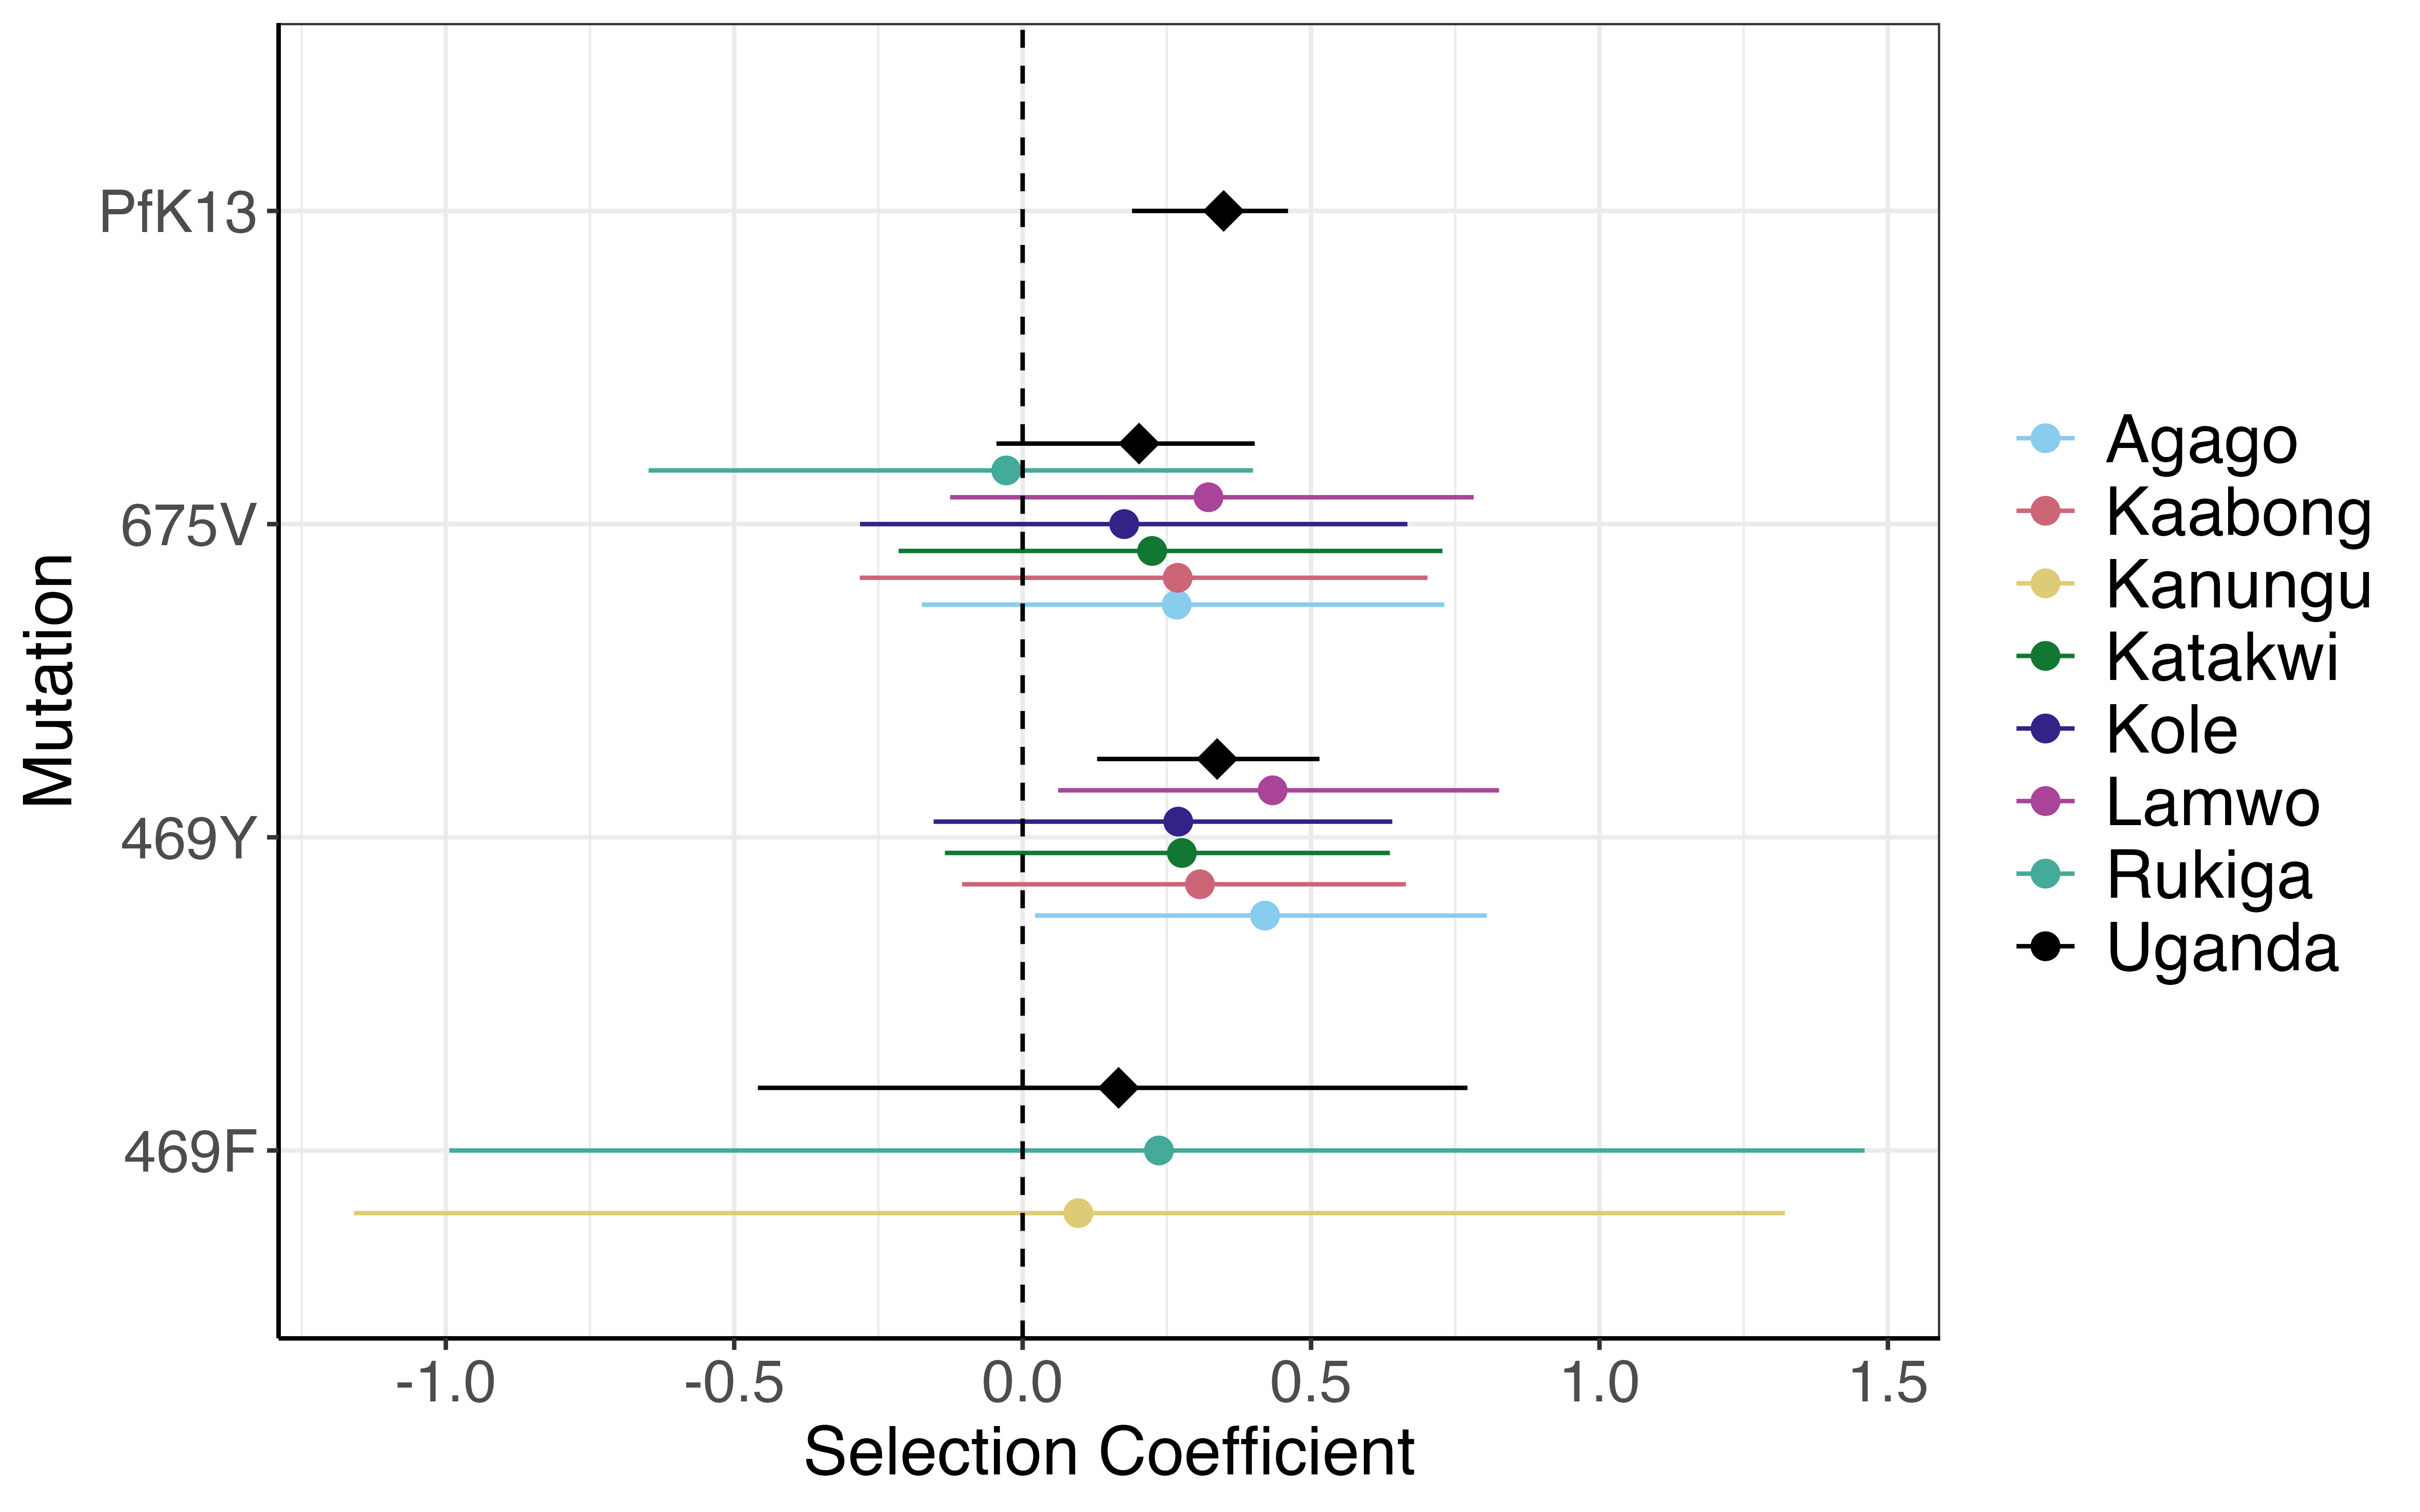 Mutation
PfK13
675V
469Y
469F
-1.0 -0.5 0.0 0.5 1.0 1.5
Selection Coefficient
Agago
Kaabong
Kanungu
Katakwi
Kole
Lamwo
Rukiga
Uganda